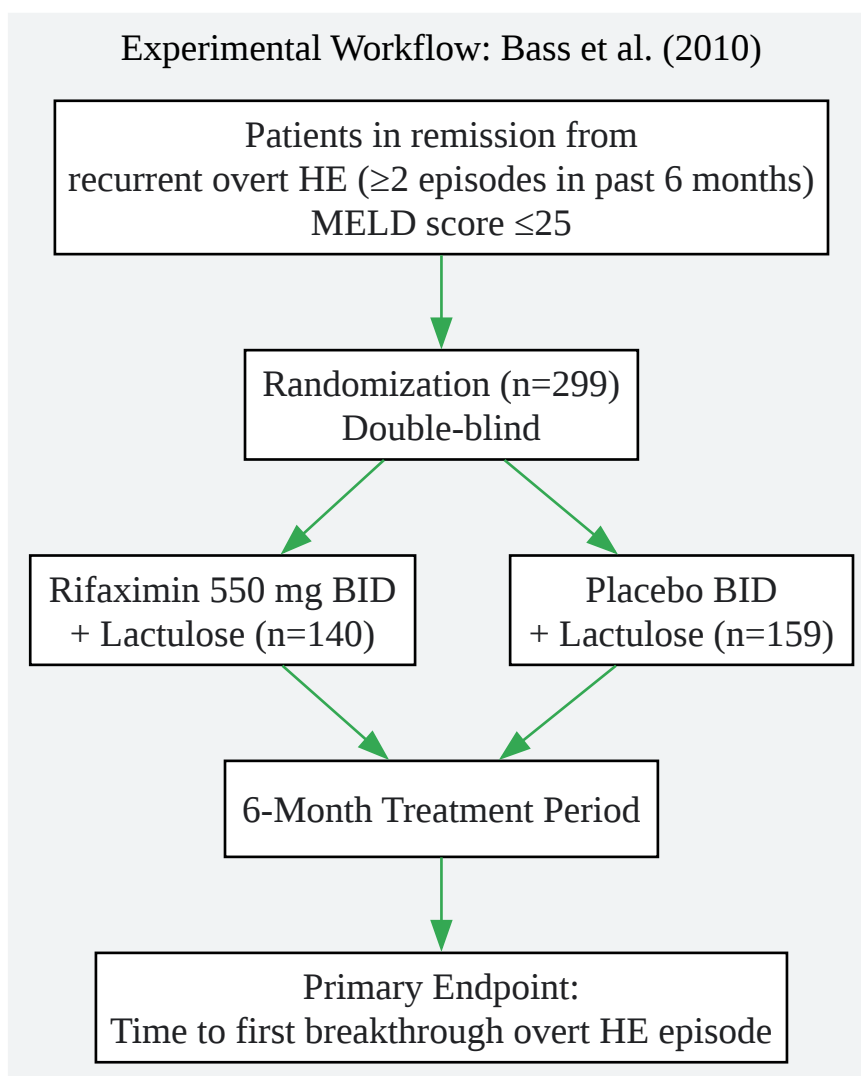 Experimental Workflow: Bass et al. (2010)
Patients in remission from
recurrent overt HE (≥2 episodes in past 6 months)
MELD score ≤25
Randomization (n=299)
Double-blind
Rifaximin 550 mg BID
+ Lactulose (n=140)
Placebo BID
+ Lactulose (n=159)
6-Month Treatment Period
Primary Endpoint:
Time to first breakthrough overt HE episode